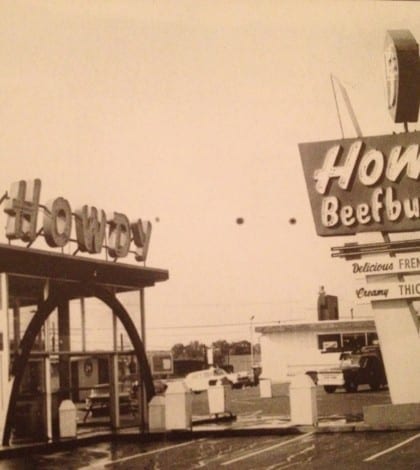 HOWDY
How
Beefbu
Delicious FREN
Creamy THIC